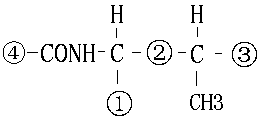 H H
④-CONH-C-②-C-③
① CH3